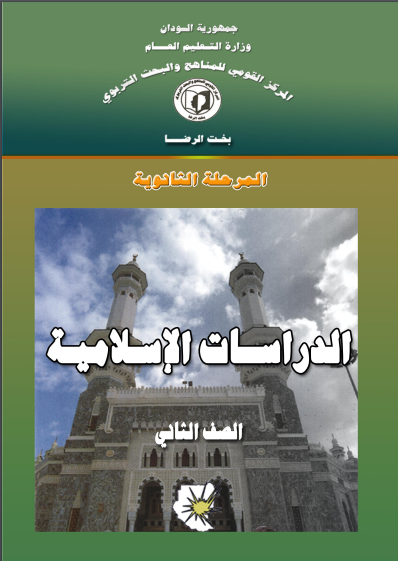 جمهورية السودان
وزارة التعليم العام
المركز القومي للمناهج والبحث التربوي
بخت الرضا
المرحلة الثانوية
الدراسات الإسلامية
الصف الثاني